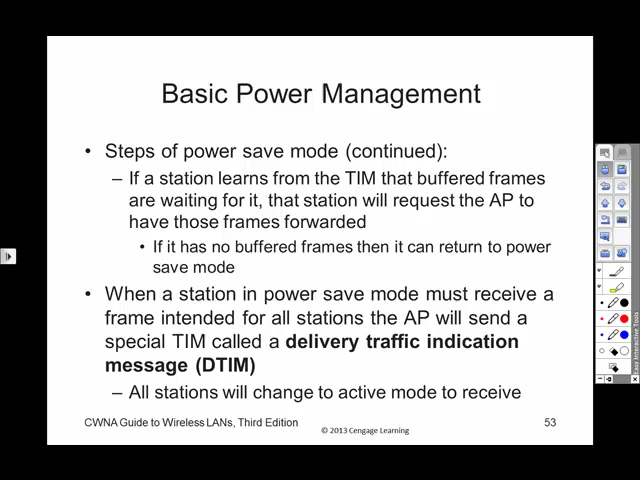 Basic Power Management
• Steps of power save mode (continued):
– If a station learns from the TIM that buffered frames
are waiting for it, that station will request the AP to
have those frames forwarded
• If it has no buffered frames then it can return to power
save mode
• When a station in power save mode must receive a
frame intended for all stations the AP will send a
special TIM called a delivery traffic indication
message (DTIM)
– All stations will change to active mode to receive
CWNA Guide to Wireless LANs, Third Edition
© 2013 Cengage Learning
53
Easy Interactive Tools